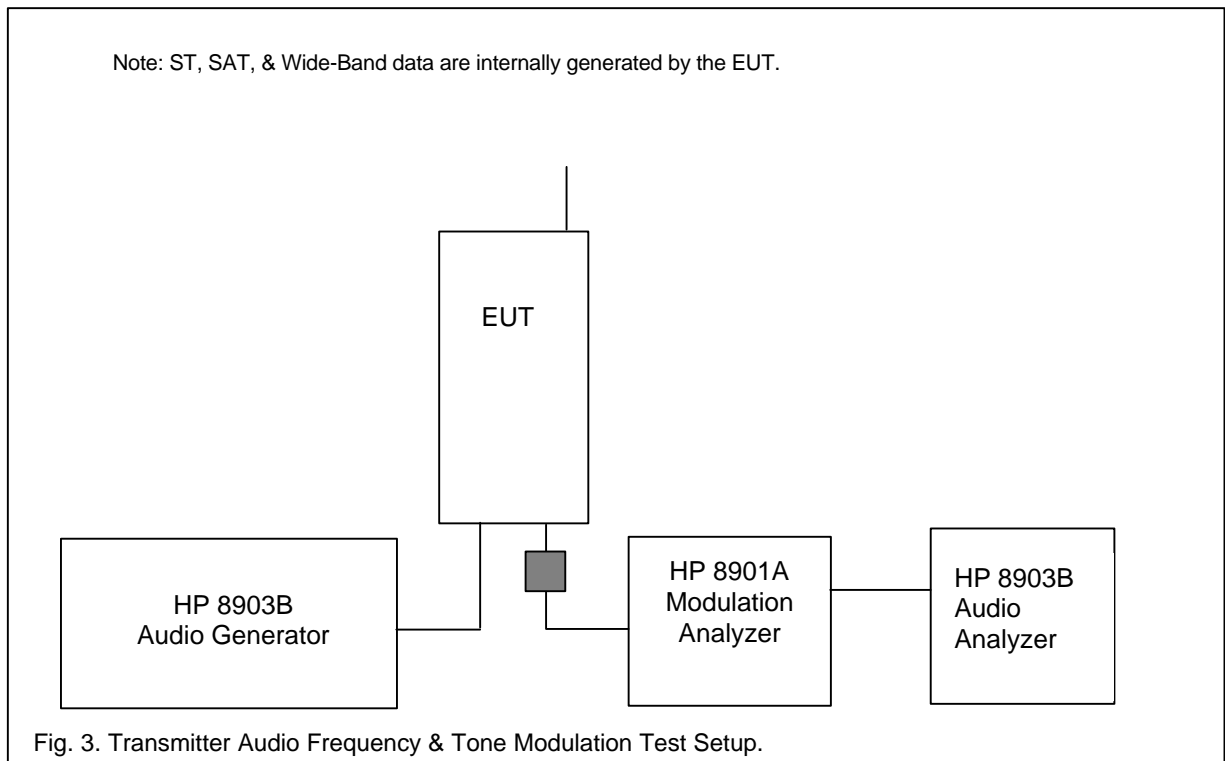 Note: ST, SAT, & Wide-Band data are internally generated by the EUT.
EUT
HP 8903B
Audio Generator
HP 8901A
Modulation
Analyzer
HP 8903B
Audio
Analyzer
Fig. 3. Transmitter Audio Frequency & Tone Modulation Test Setup.